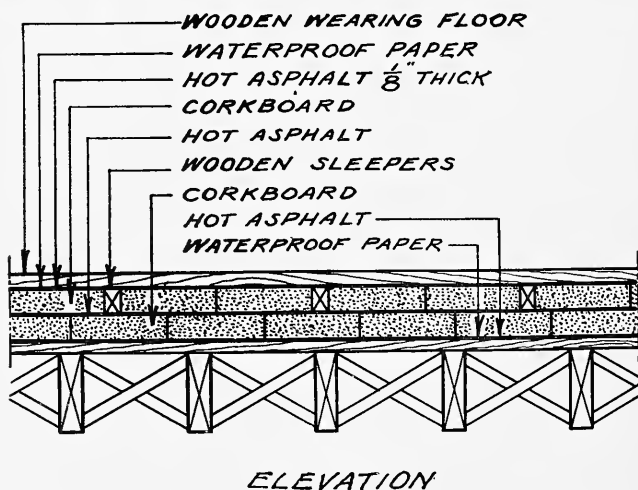 WOODEN WEARING FLOOR
WATERPROOF PAPER
HOT ASPHALT 1/8" THICK
CORKBOARD
HOT ASPHALT
WOODEN SLEEPERS
CORKBOARD
HOT ASPHALT
WATERPROOF PAPER
ELEVATION